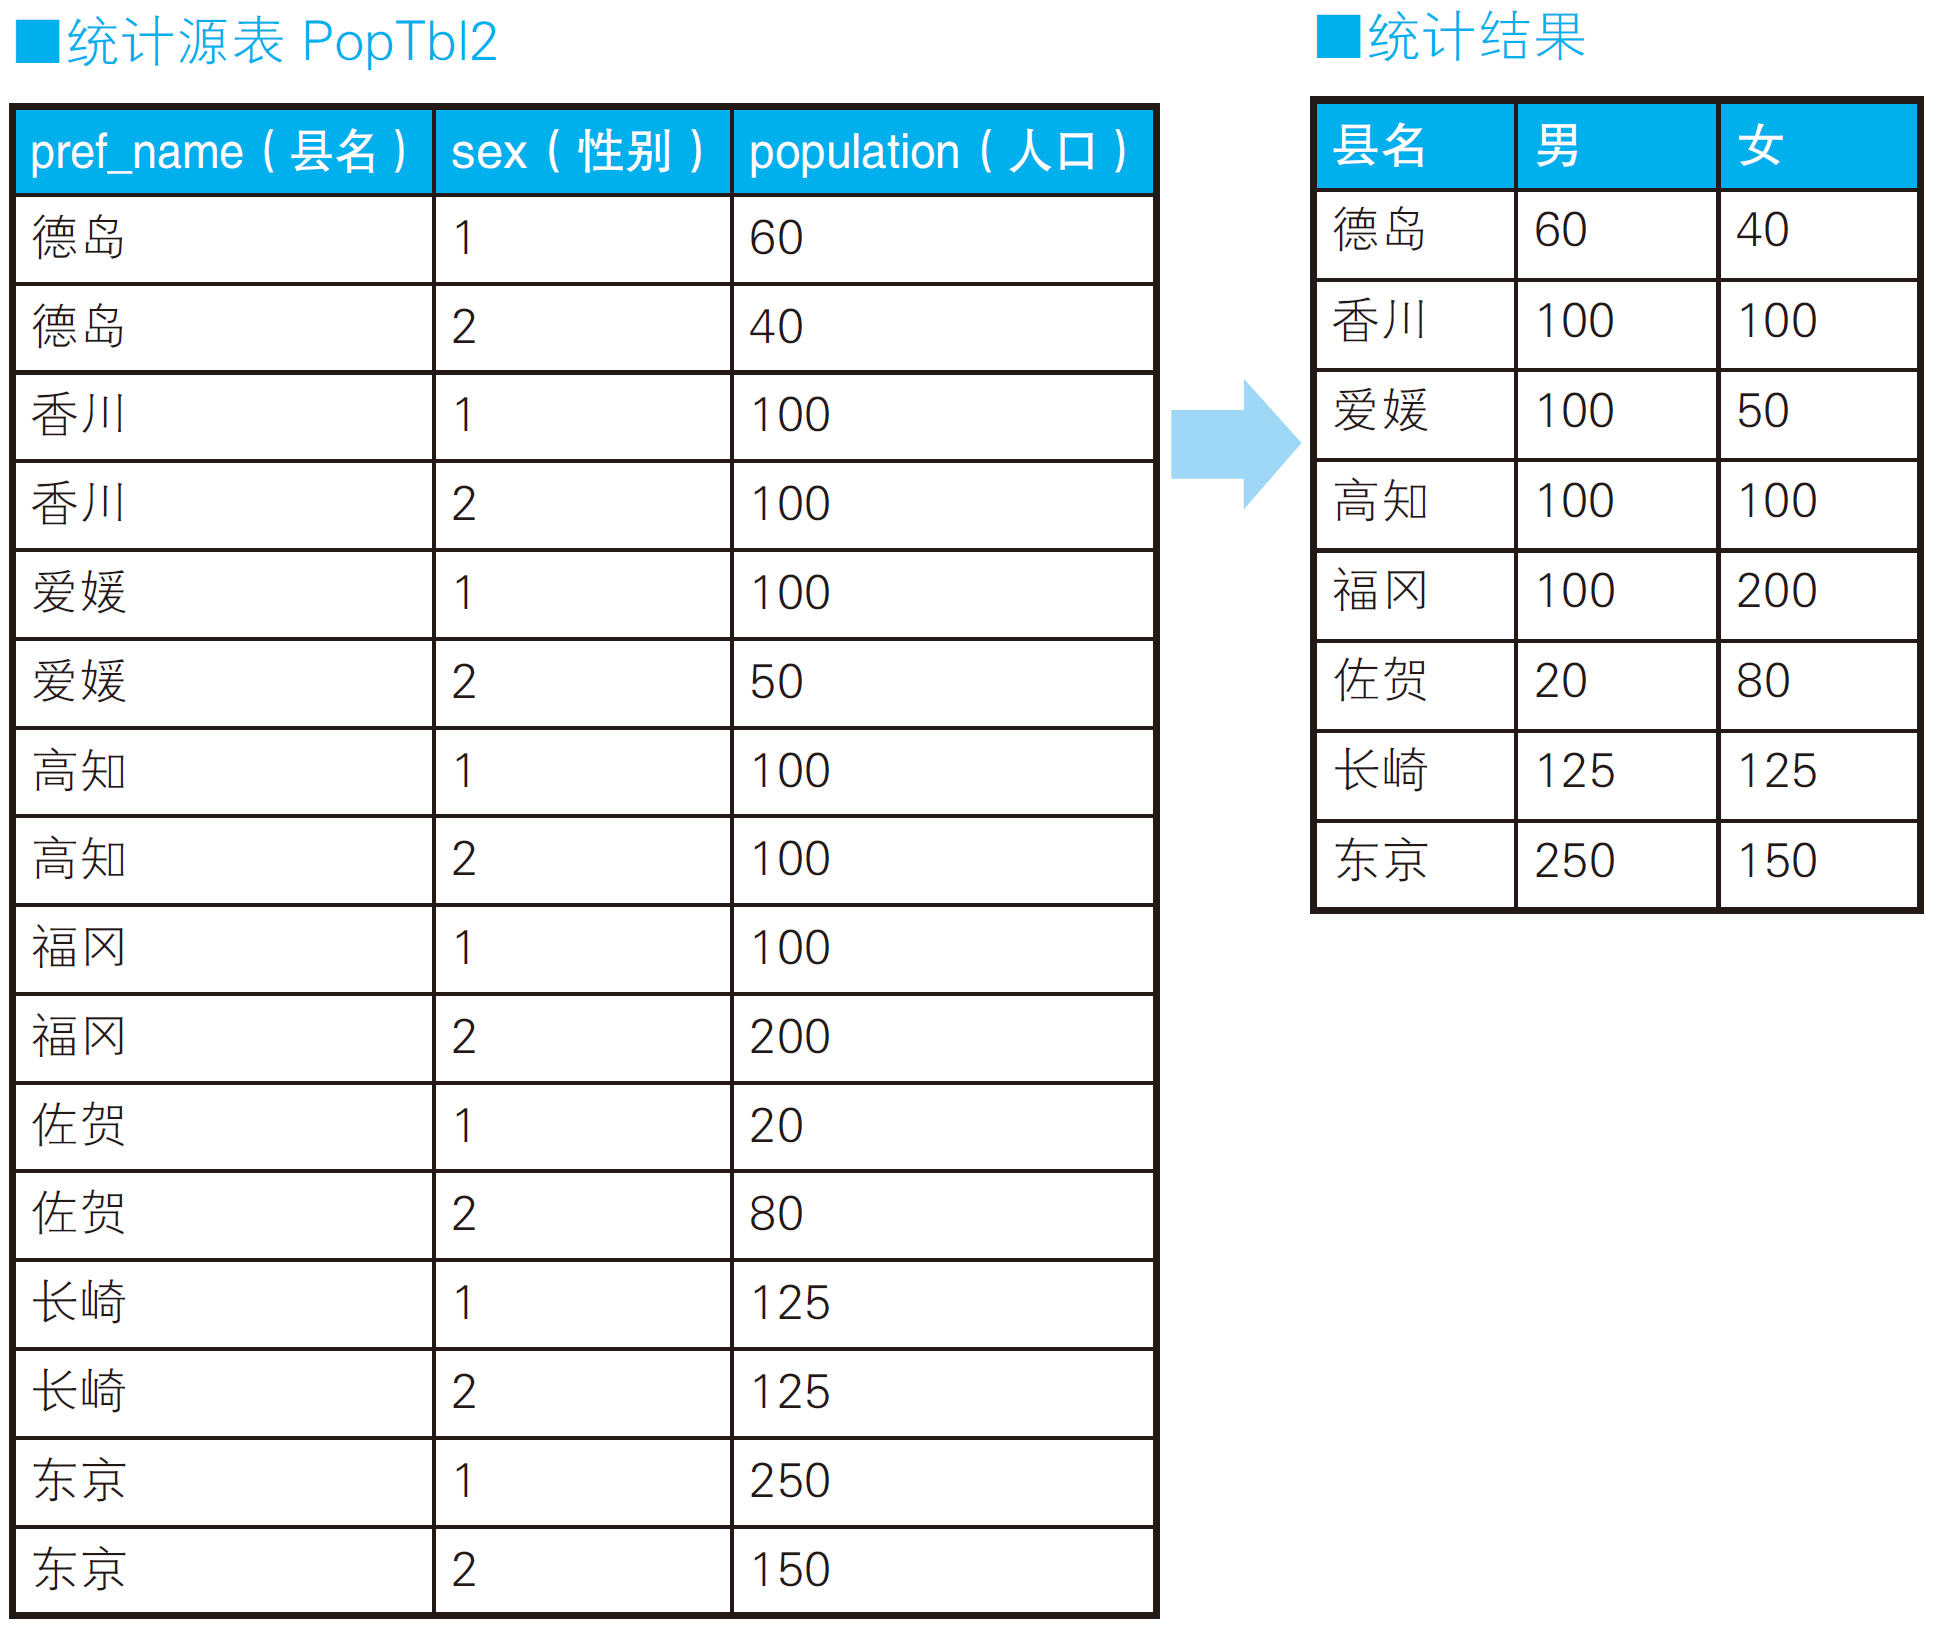 ■统计源表 PopTbl2
pref_name（县名） sex（性别） population（人口）
德岛 1 60
德岛 2 40
香川 1 100
香川 2 100
爱媛 1 100
爱媛 2 50
高知 1 100
高知 2 100
福冈 1 100
福冈 2 200
佐贺 1 20
佐贺 2 80
长崎 1 125
长崎 2 125
东京 1 250
东京 2 150
■统计结果
县名 男 女
德岛 60 40
香川 100 100
爱媛 100 50
高知 100 100
福冈 100 200
佐贺 20 80
长崎 125 125
东京 250 150